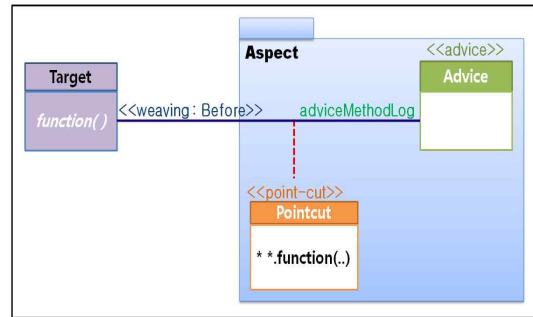 Aspect
<<advice>>
Target
Advice
function( )
<<weaving: Before>>
adviceMethodLog
<<point-cut>>
Pointcut
* *.function(..)